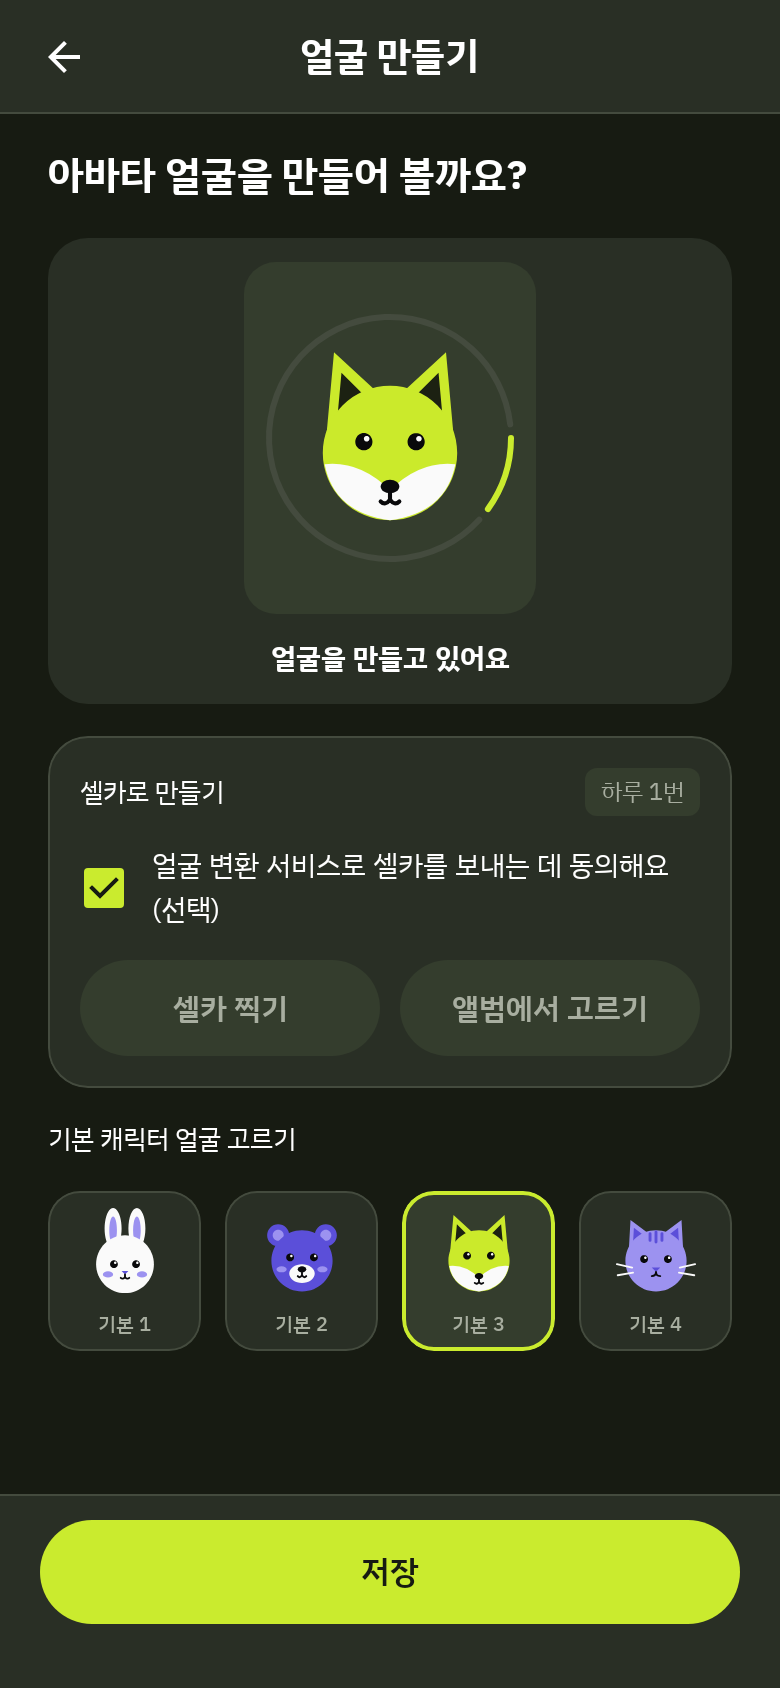 얼굴 만들기
아바타 얼굴을 만들어 볼까요?
얼굴을 만들고 있어요
셀카로 만들기
하루 1번
얼굴 변환 서비스로 셀카를 보내는 데 동의해요
(선택)
셀카 찍기
앨범에서 고르기
기본 캐릭터 얼굴 고르기
기본 1
기본 2
기본 3
기본 4
저장